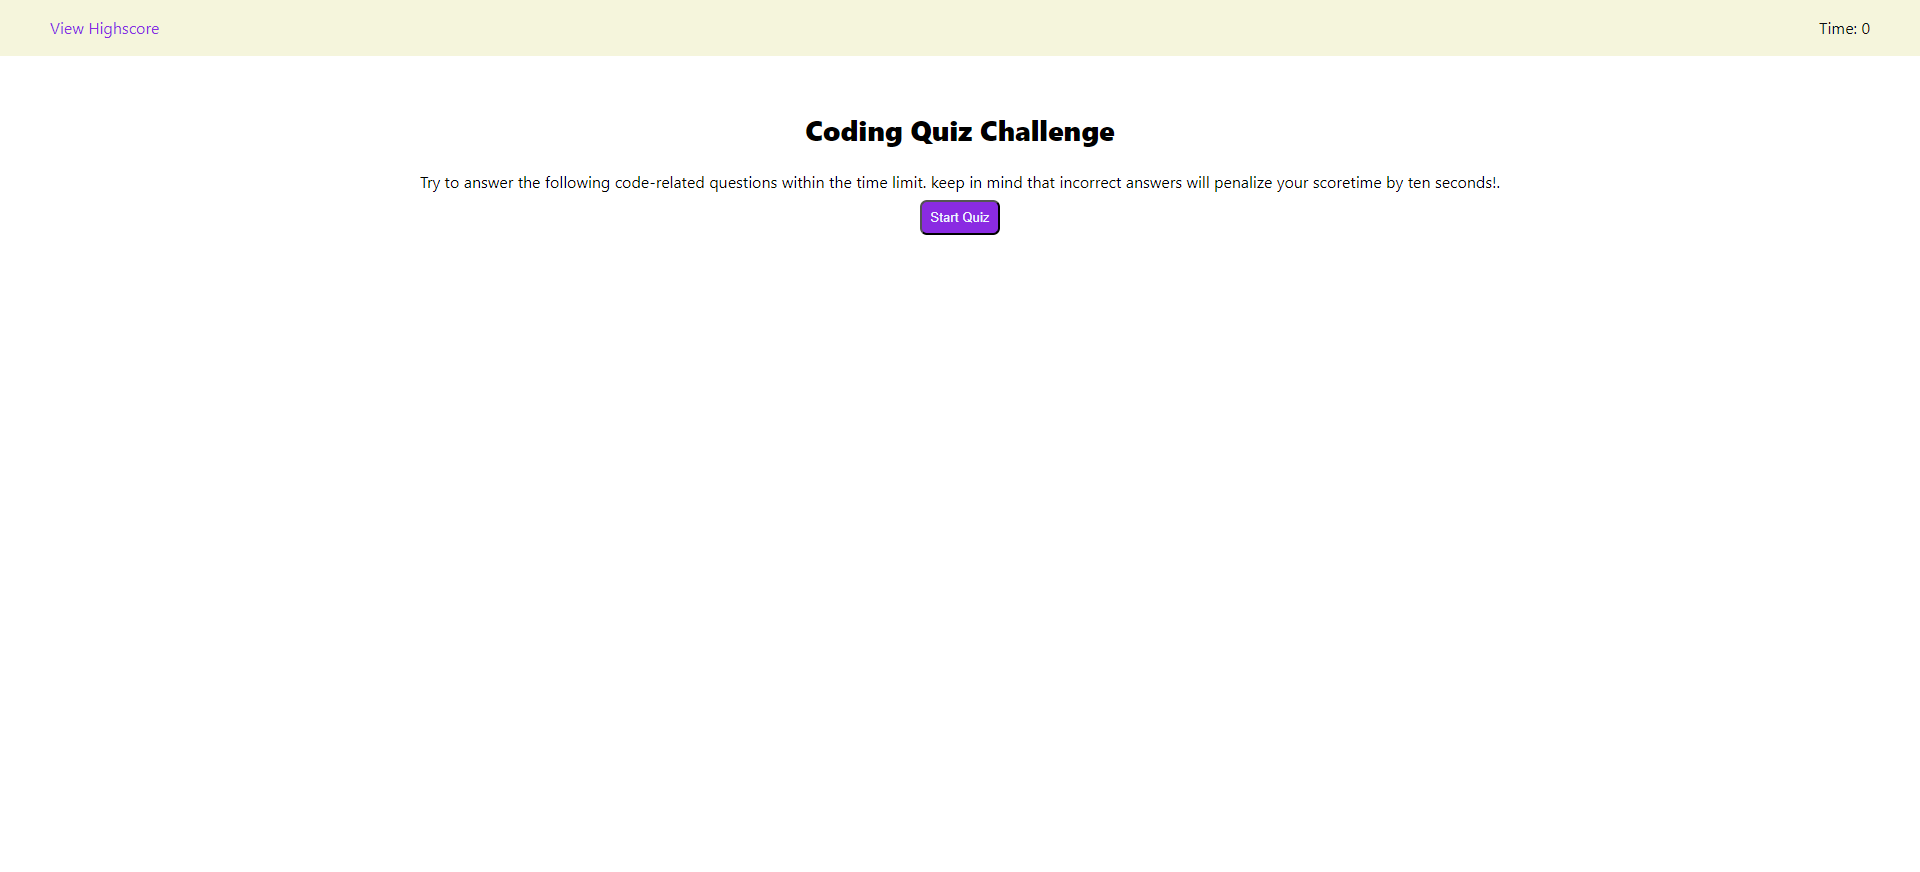 View Highscore
Time: 0
Coding Quiz Challenge
Try to answer the following code-related questions within the time limit. keep in mind that incorrect answers will penalize your scoretime by ten seconds!.
Start Quiz